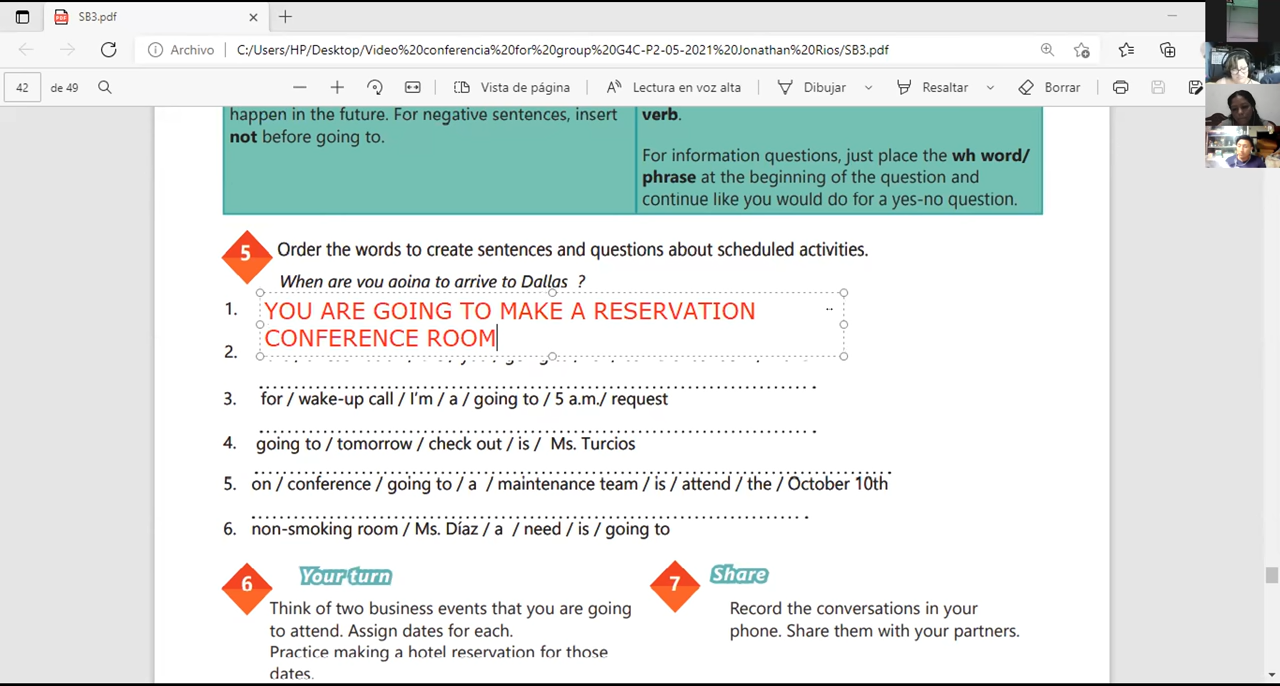 SB3.pdf
Archivo C:/Users/HP/Desktop/Video%20conferencia%20for%20group%20G4C-P2-05-2021%20Jonathan%20Rios/SB3.pdf
42 de 49 Vista de página Lectura en voz alta Dibujar Resaltar Borrar
happen in the future. For negative sentences, insert
not before going to.
verb.
For information questions, just place the wh word/
phrase at the beginning of the question and
continue like you would do for a yes-no question.
5 Order the words to create sentences and questions about scheduled activities.
When are you going to arrive to Dallas ?
1. YOU ARE GOING TO MAKE A RESERVATION
CONFERENCE ROOM
2.
3. for / wake-up call / I'm / a / going to / 5 a.m./ request
4. going to / tomorrow / check out / is / Ms. Turcios
5. on / conference / going to / a / maintenance team / is / attend / the / October 10th
6. non-smoking room / Ms. Díaz / a / need / is / going to
6 Your turn
Think of two business events that you are going
to attend. Assign dates for each.
Practice making a hotel reservation for those
dates.
7 Share
Record the conversations in your
phone. Share them with your partners.